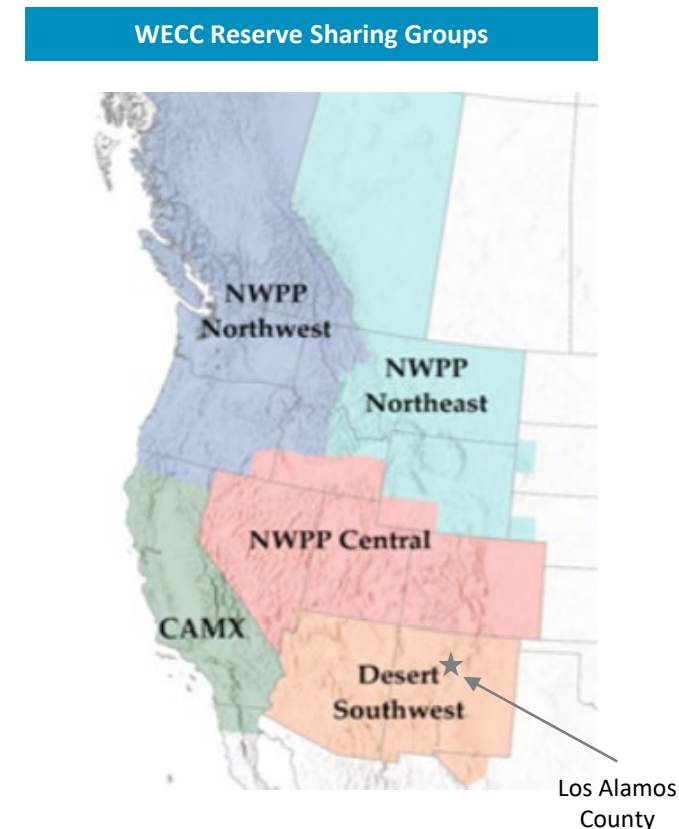 WECC Reserve Sharing Groups
NWPP
Northwest
NWPP
Northeast
NWPP Central
CAMX
Desert
Southwest
Los Alamos
County